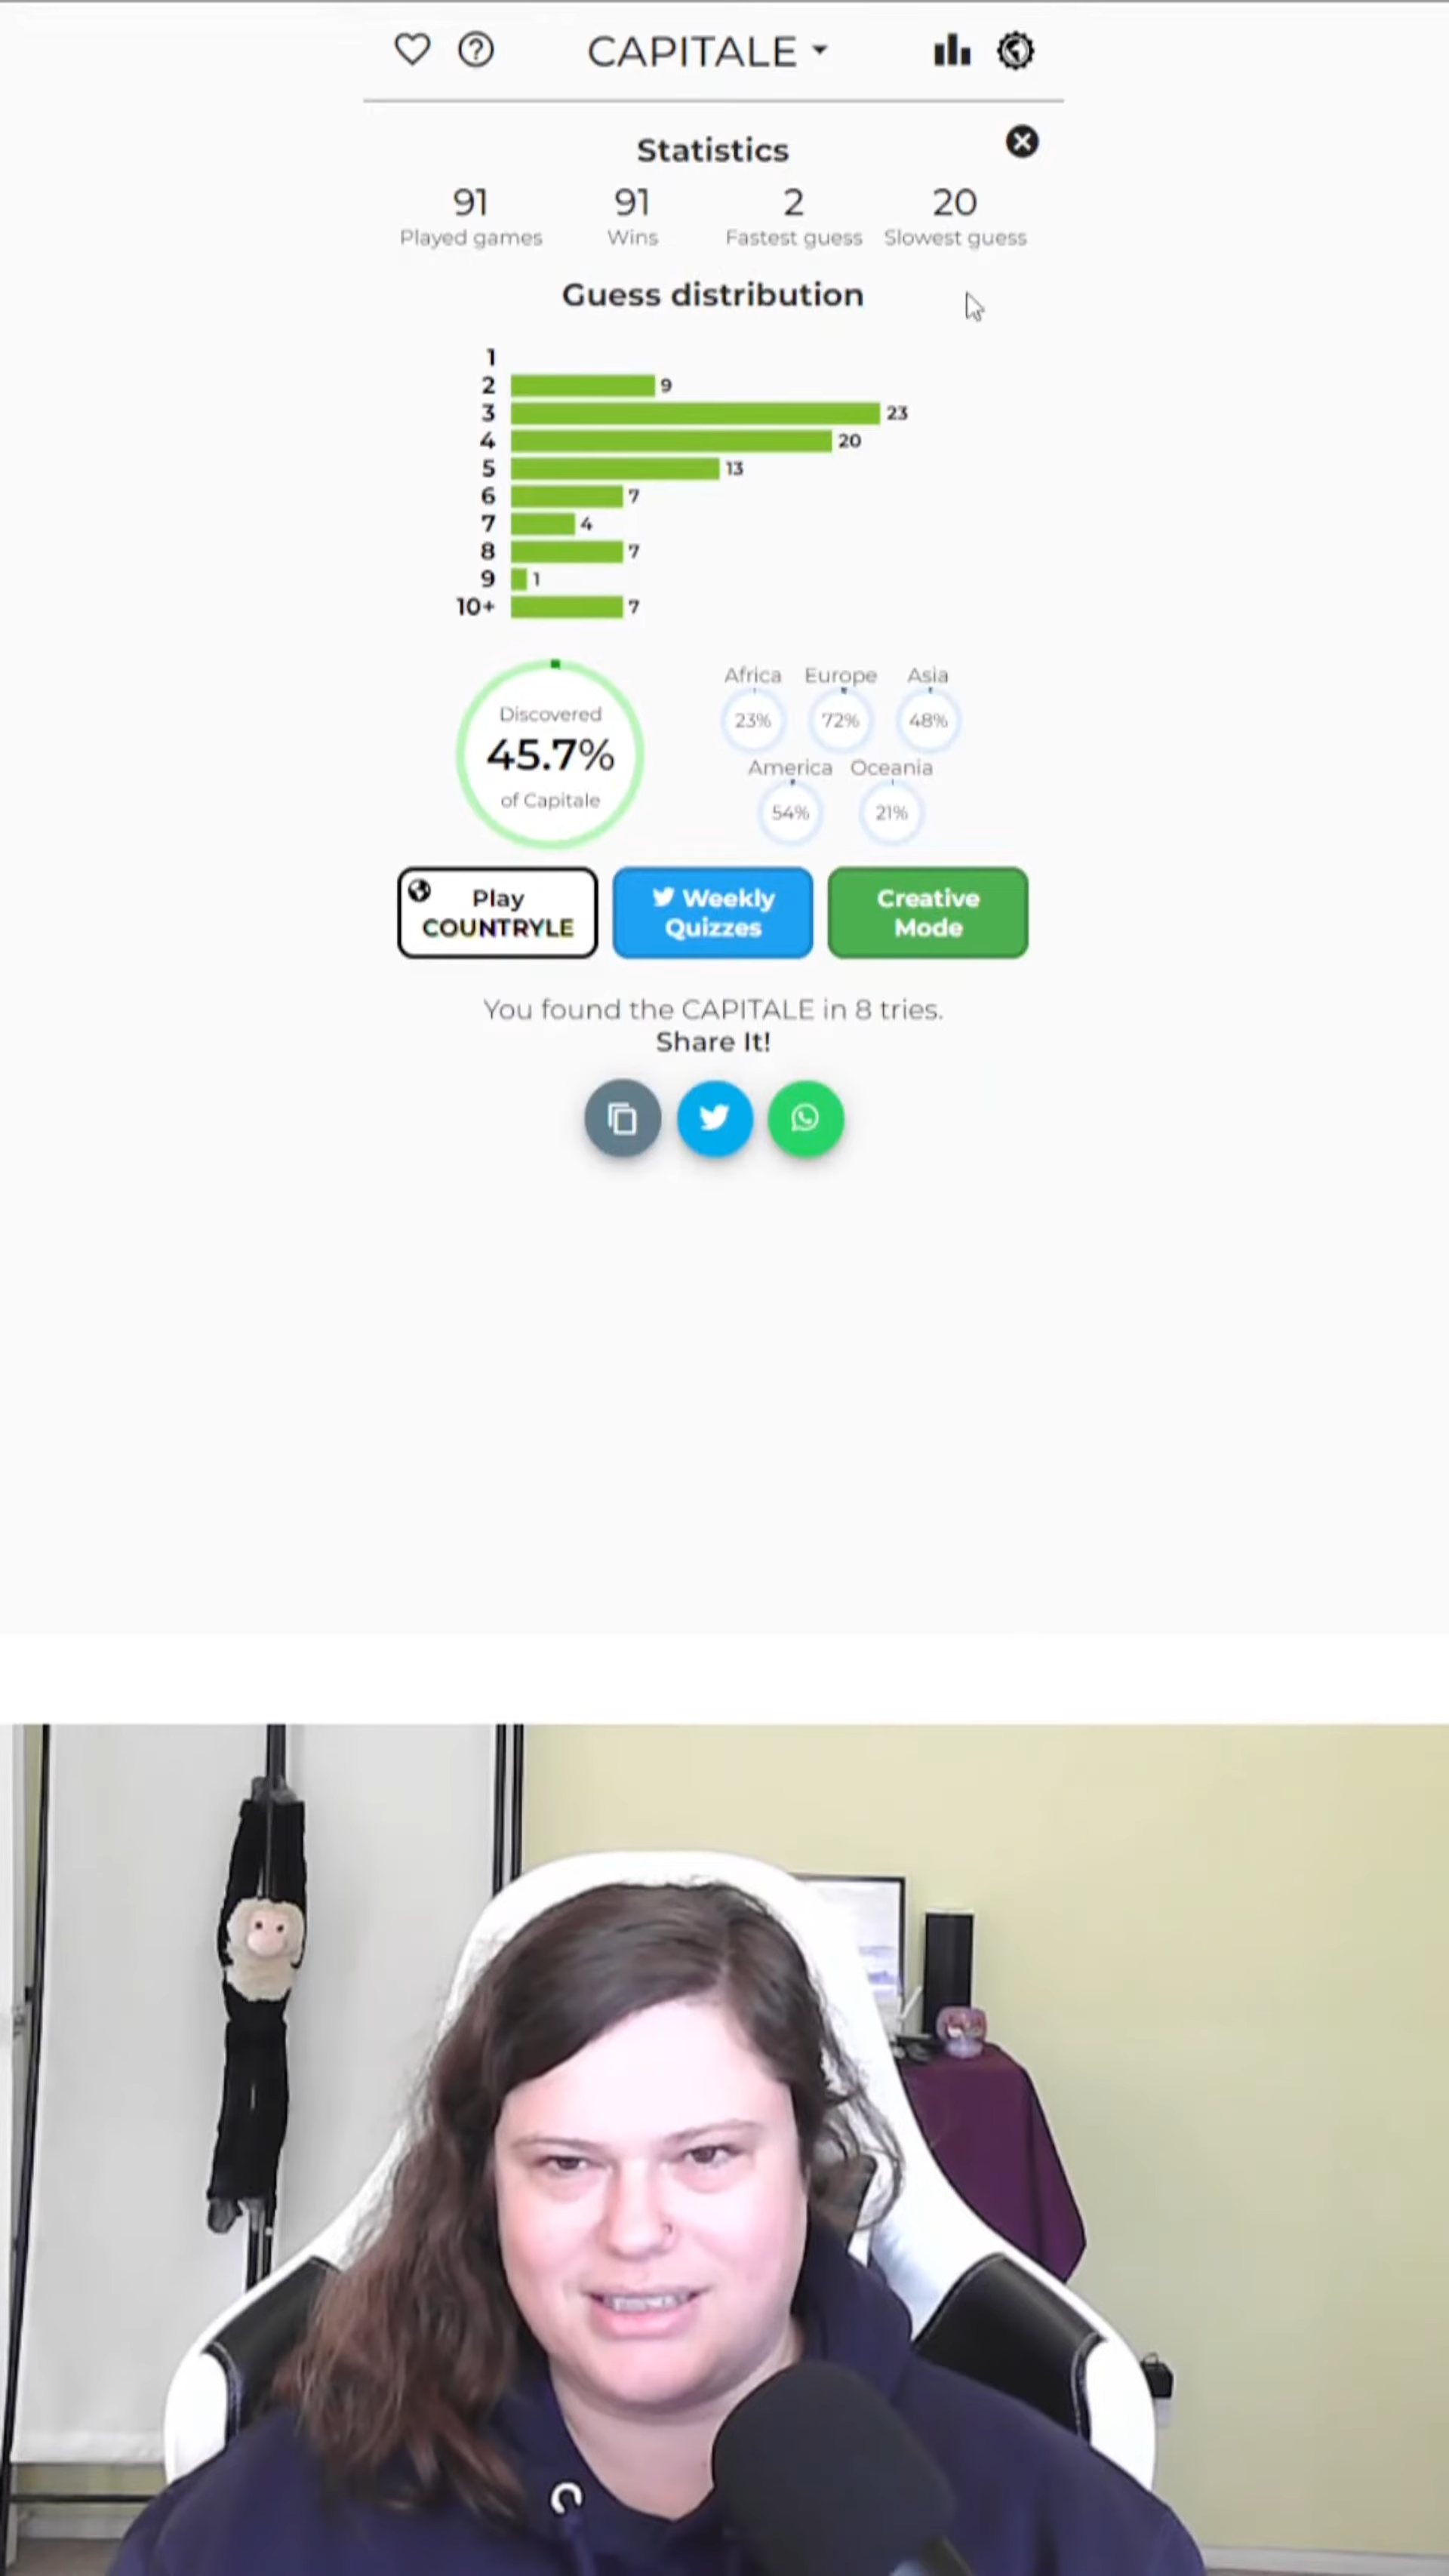 CAPITALE
Statistics
91 91 2 20
Played games Wins Fastest guess Slowest guess
Guess distribution
1
2 9
3 23
4 20
5 13
6 7
7 4
8 7
9 1
10+ 7
Discovered
45.7%
of Capitale
Africa Europe Asia
23% 72% 48%
America Oceania
54% 21%
Play
COUNTRYLE
Weekly
Quizzes
Creative
Mode
You found the CAPITALE in 8 tries.
Share It!